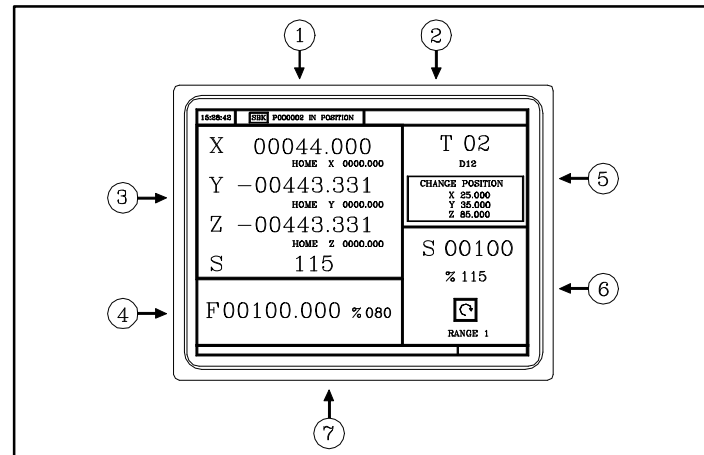 1
2
15:28:42 SBK P000002 IN POSITION
X 00044.000
HOME X 0000.000
Y -00443.331
HOME Y 0000.000
Z -00443.331
HOME Z 0000.000
S 115
F00100.000 % 080
T 02
D12
CHANGE POSITION
X 25.000
Y 35.000
Z 85.000
S 00100
% 115
RANGE 1
3
4
5
6
7